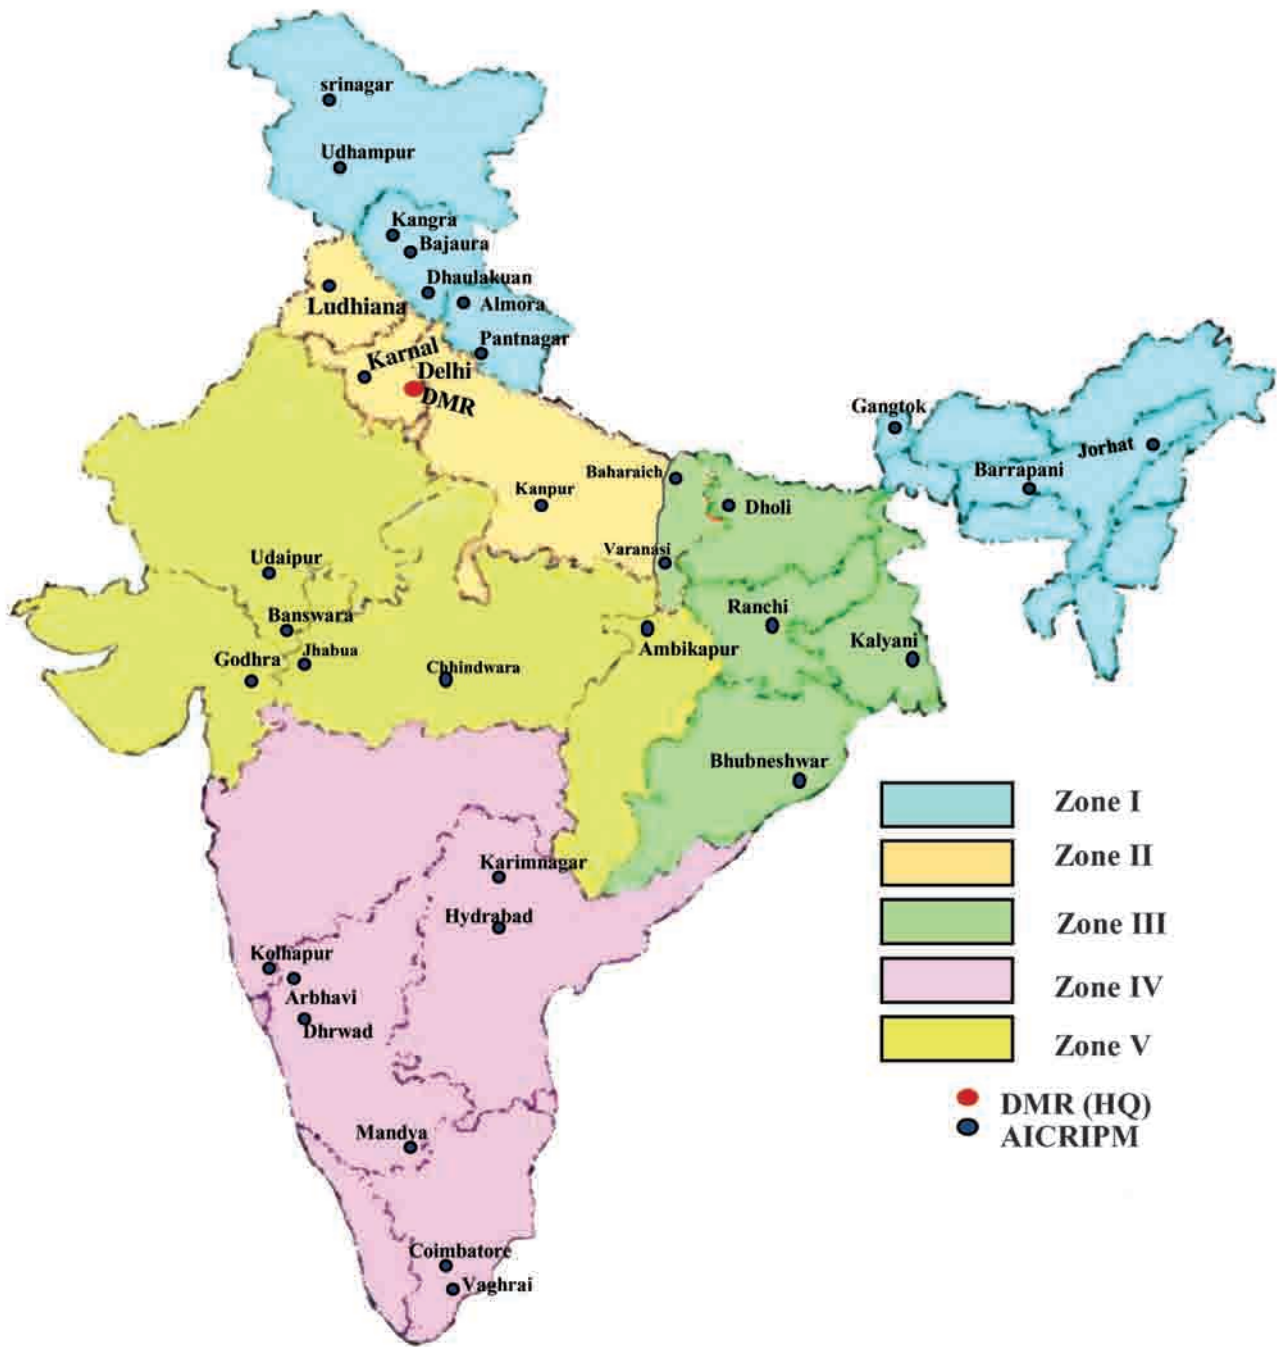 srinagar
Udhampur
Kangra
Bajaura
Dhaulakuan
Ludhiana
Almora
Pantnagar
Karnal
Delhi
DMR
Gangtok
Jorhat
Barrapani
Baharaich
Kanpur
Dholi
Varanasi
Udaipur
Banswara
Ranchi
Kalyani
Ambikapur
Godhra
Jhabua
Chhindwara
Bhubneshwar
Zone I
Zone II
Karimnagar
Hydrabad
Zone III
Kolhapur
Arbhavi
Zone IV
Dhrwad
Zone V
DMR (HQ)
AICRIPM
Mandya
Coimbatore
Vaghrai